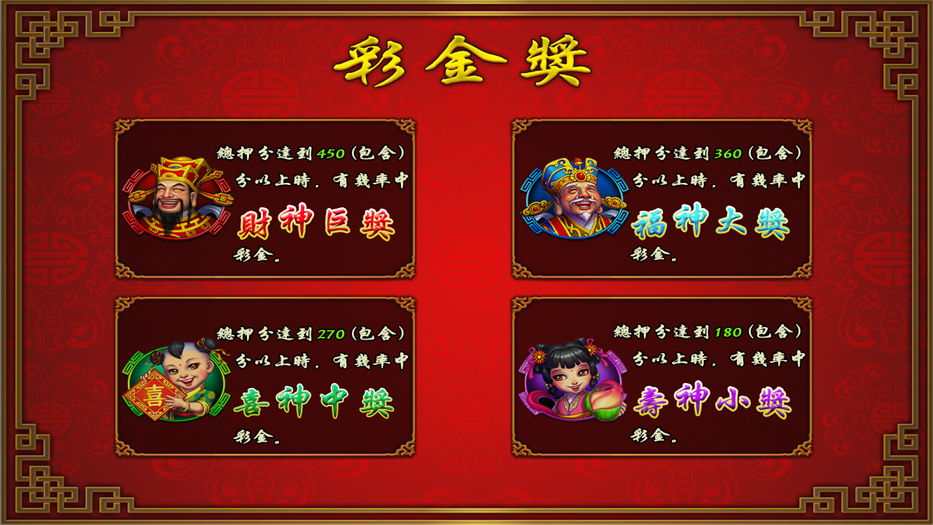 彩金獎
總押分達到450(包含)
分以上時，有幾率中
財神巨獎
彩金。
總押分達到360(包含)
分以上時，有幾率中
福神大獎
彩金。
總押分達到270(包含)
分以上時，有幾率中
喜
喜神中獎
彩金。
總押分達到180(包含)
分以上時，有幾率中
壽神小獎
彩金。